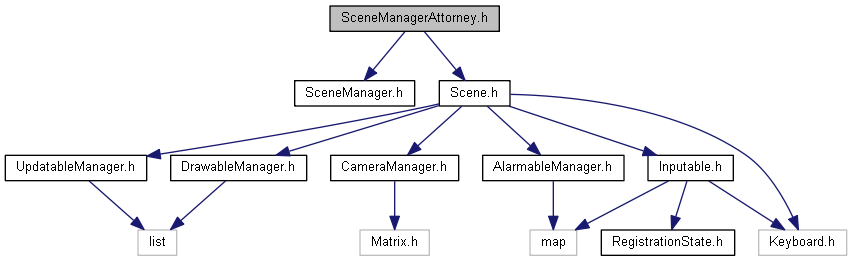 SceneManagerAttorney.h
SceneManager.h
Scene.h
UpdatableManager.h
DrawableManager.h
CameraManager.h
AlarmableManager.h
Inputable.h
list
Matrix.h
map
RegistrationState.h
Keyboard.h